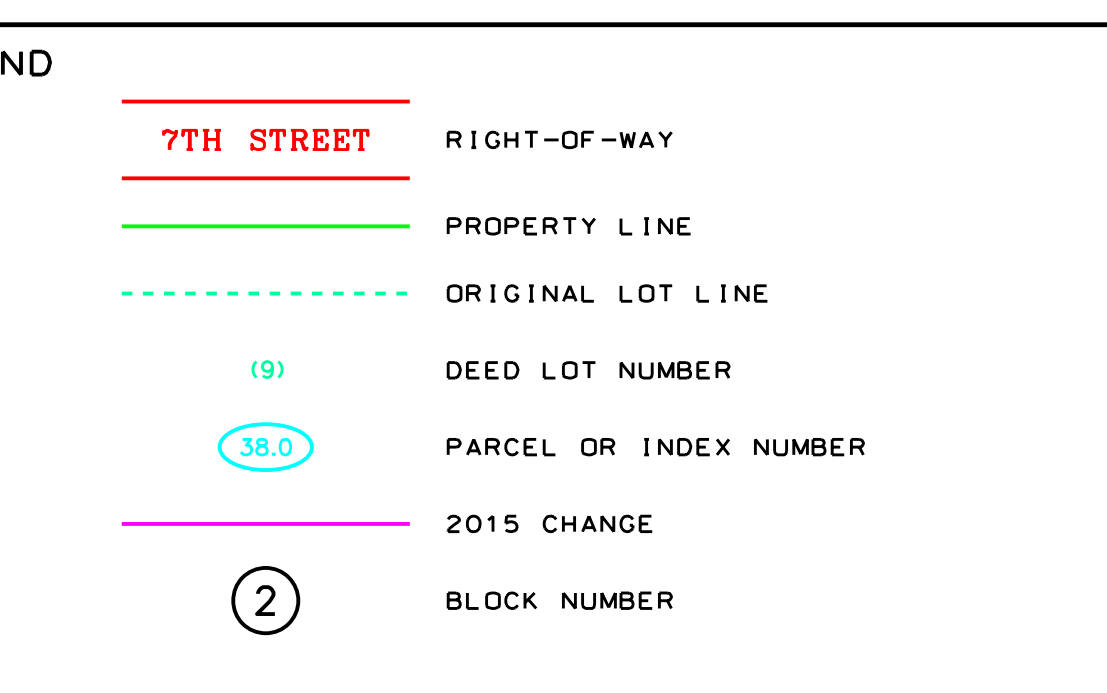 ND
7TH STREET RIGHT-OF-WAY
PROPERTY LINE
ORIGINAL LOT LINE
(9) DEED LOT NUMBER
38.0 PARCEL OR INDEX NUMBER
2015 CHANGE
2 BLOCK NUMBER